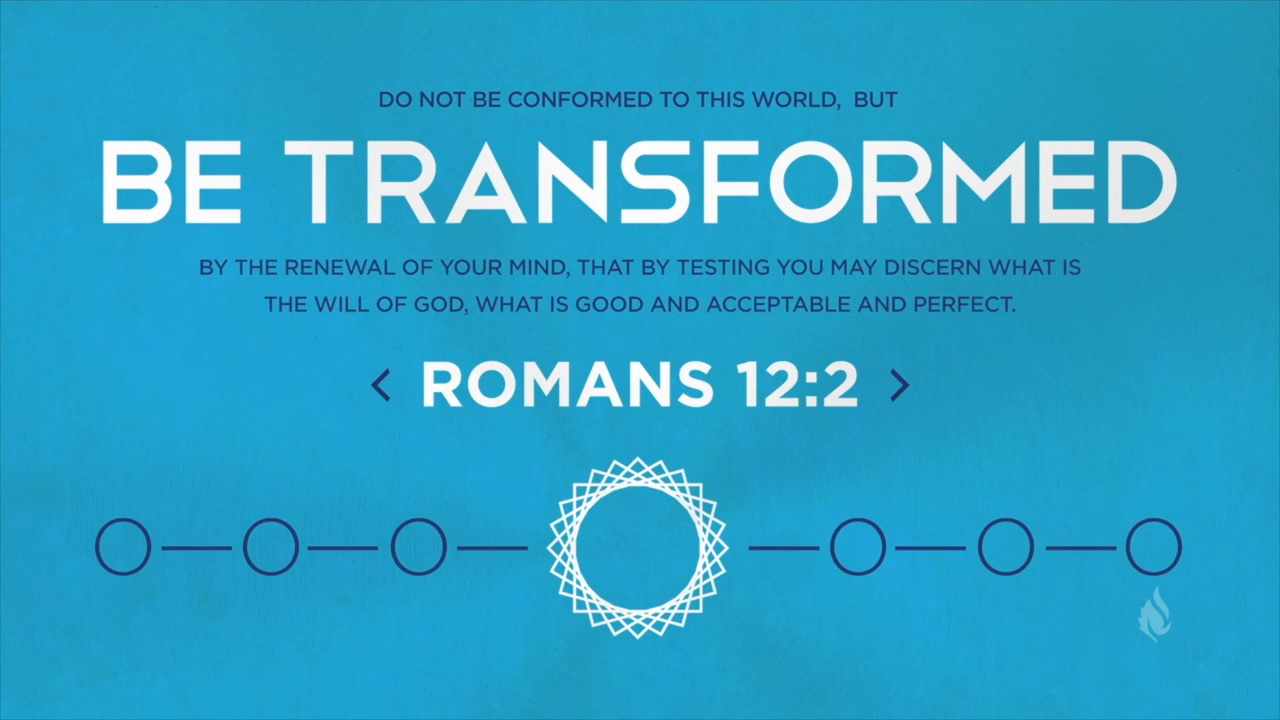 DO NOT BE CONFORMED TO THIS WORLD, BUT
BE TRANSFORMED
BY THE RENEWAL OF YOUR MIND, THAT BY TESTING YOU MAY DISCERN WHAT IS
THE WILL OF GOD, WHAT IS GOOD AND ACCEPTABLE AND PERFECT.
< ROMANS 12:2 >